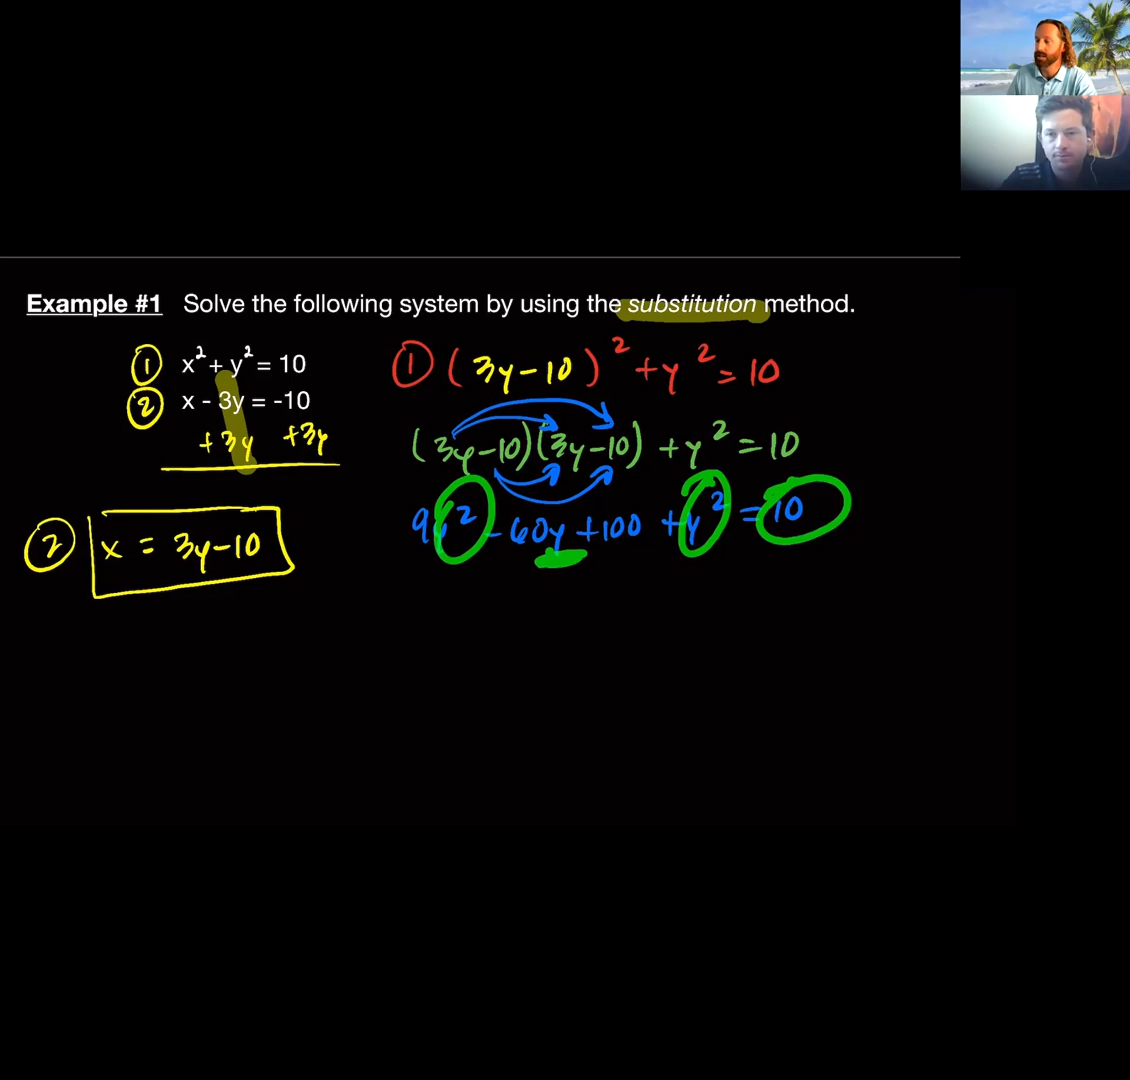 Example #1 Solve the following system by using the substitution method.
① x² + y² = 10
② x - 3y = -10
+3y +3y
② x = 3y-10
① (3y-10)² + y² = 10
(3y-10)(3y-10) + y² = 10
9y² - 60y + 100 + y² = 10